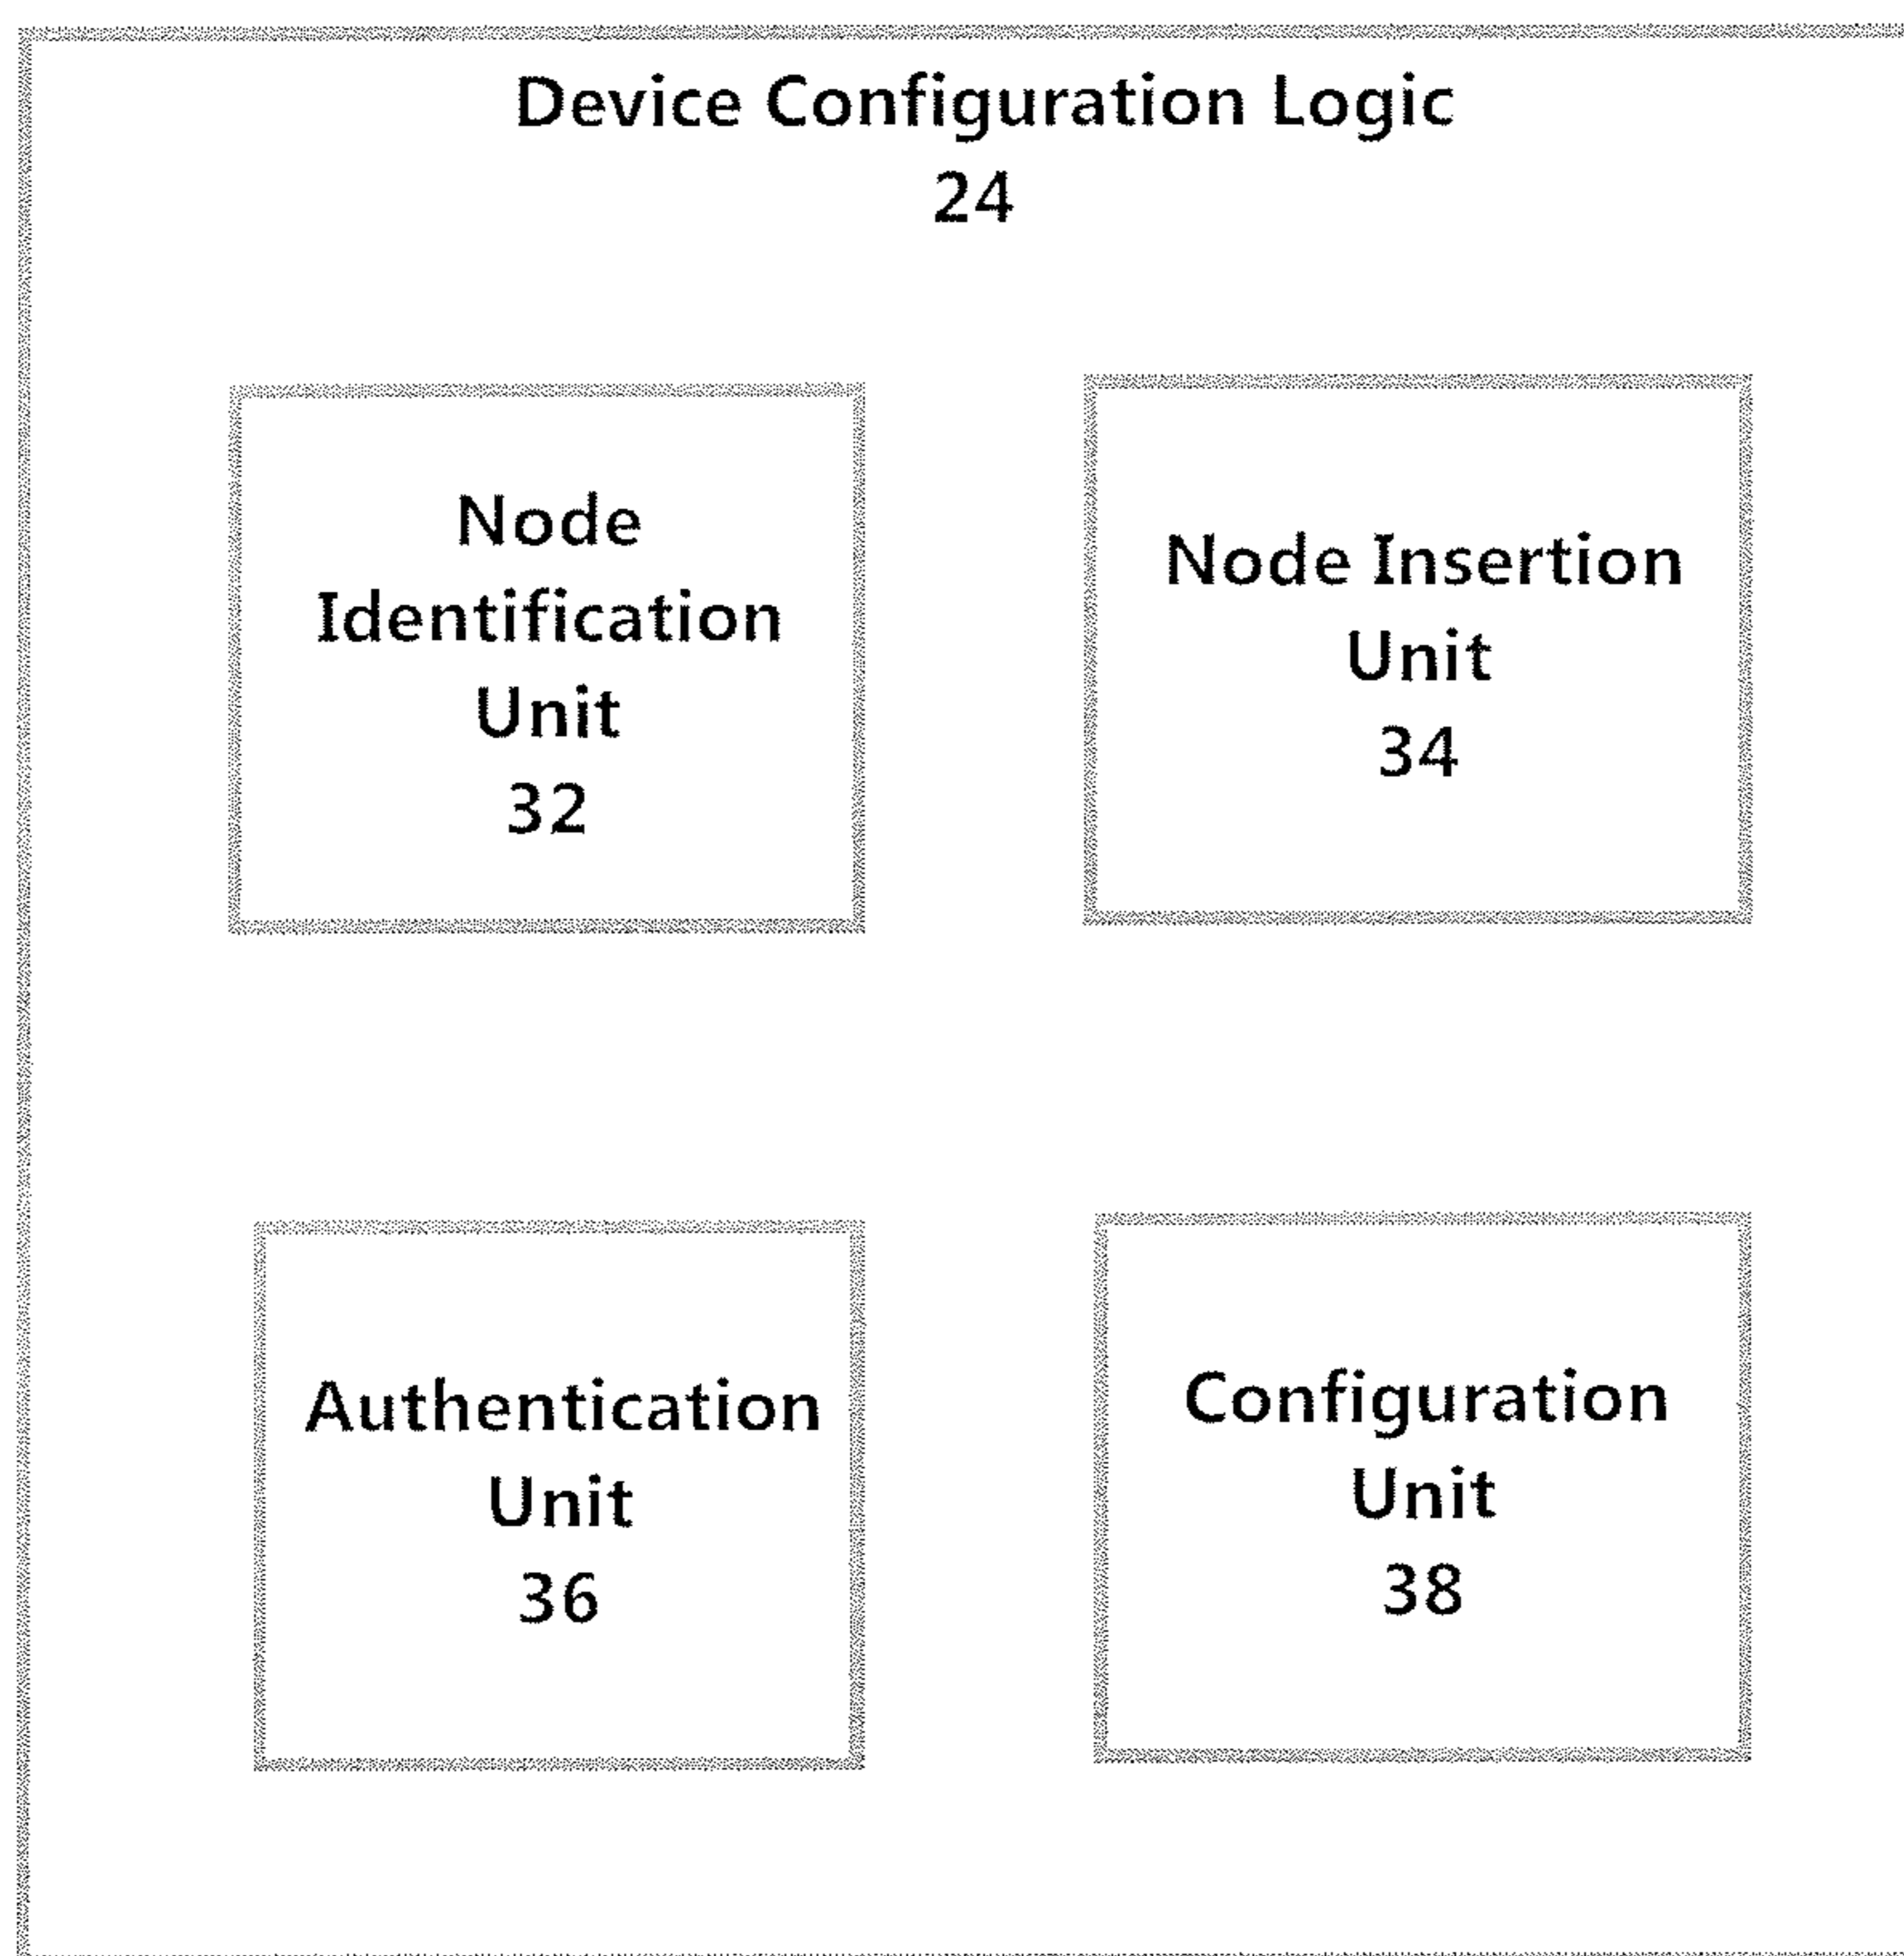 Device Configuration Logic
24
Node
Identification
Unit
32
Node Insertion
Unit
34
Authentication
Unit
36
Configuration
Unit
38